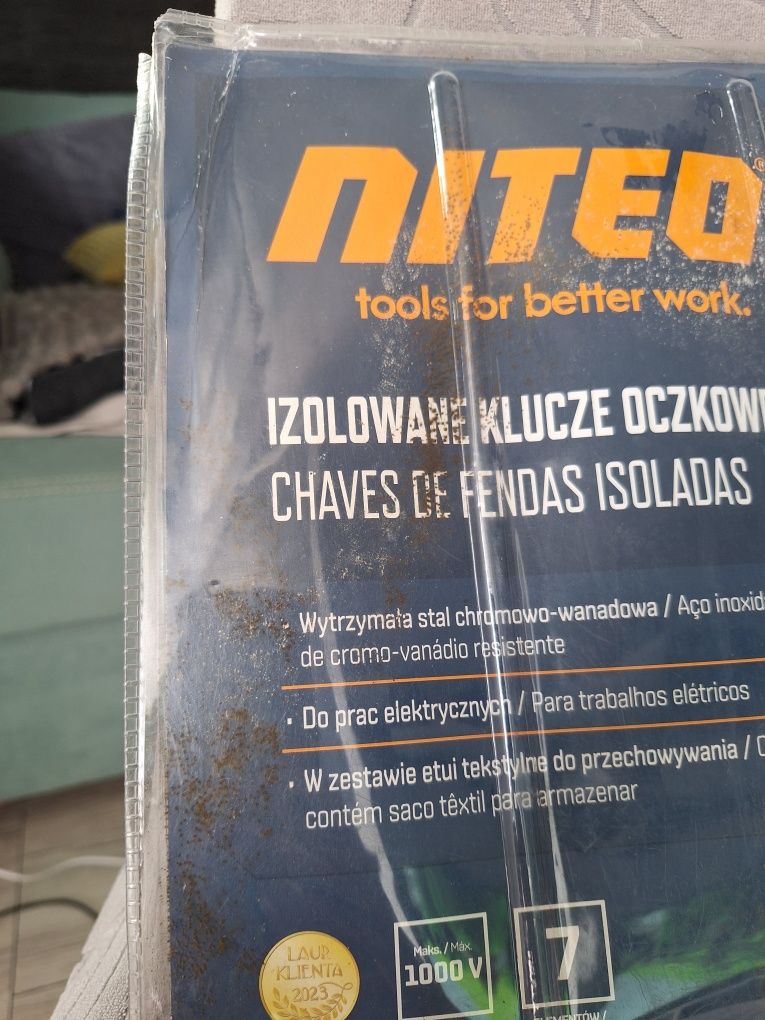 NITEO®
tools for better work.
IZOLOWANE KLUCZE OCZKOWE
CHAVES DE FENDAS ISOLADAS
• Wytrzymała stal chromowo-wanadowa / Aço inoxid
de cromo-vanádio resistente
• Do prac elektrycznych / Para trabalhos elétricos
• W zestawie etui tekstylne do przechowywania /
contém saco têxtil para armazenar
LAUR
KLIENTA
2023
Maks. / Máx.
1000 V
7
ELEMENTÓW /